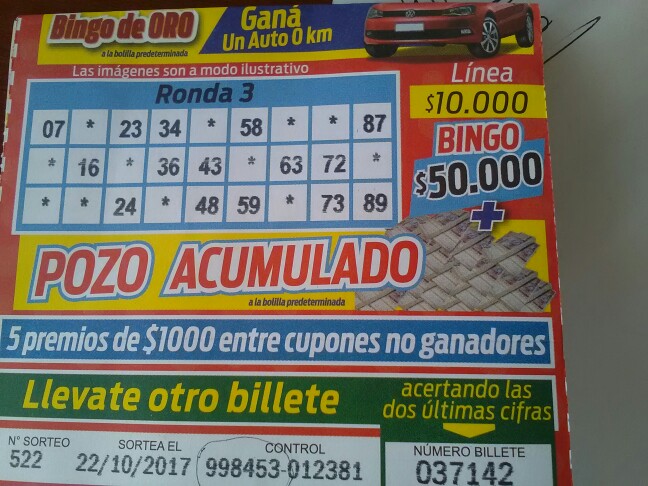 Bingo de ORO
a la bolilla predeterminada
Ganá
Un Auto 0 km
Las imágenes son a modo ilustrativo
Ronda 3
07 * 23 34 * 58 * * 87
* 16 * 36 43 * 63 72 *
* * 24 * 48 59 * 73 89
Línea
$10.000
BINGO
$50.000
+
POZO ACUMULADO
a la bolilla predeterminada
5 premios de $1000 entre cupones no ganadores
Llevate otro billete
acertando las
dos últimas cifras
N° SORTEO
522
SORTEA EL
22/10/2017
CONTROL
998453-012381
NÚMERO BILLETE
037142